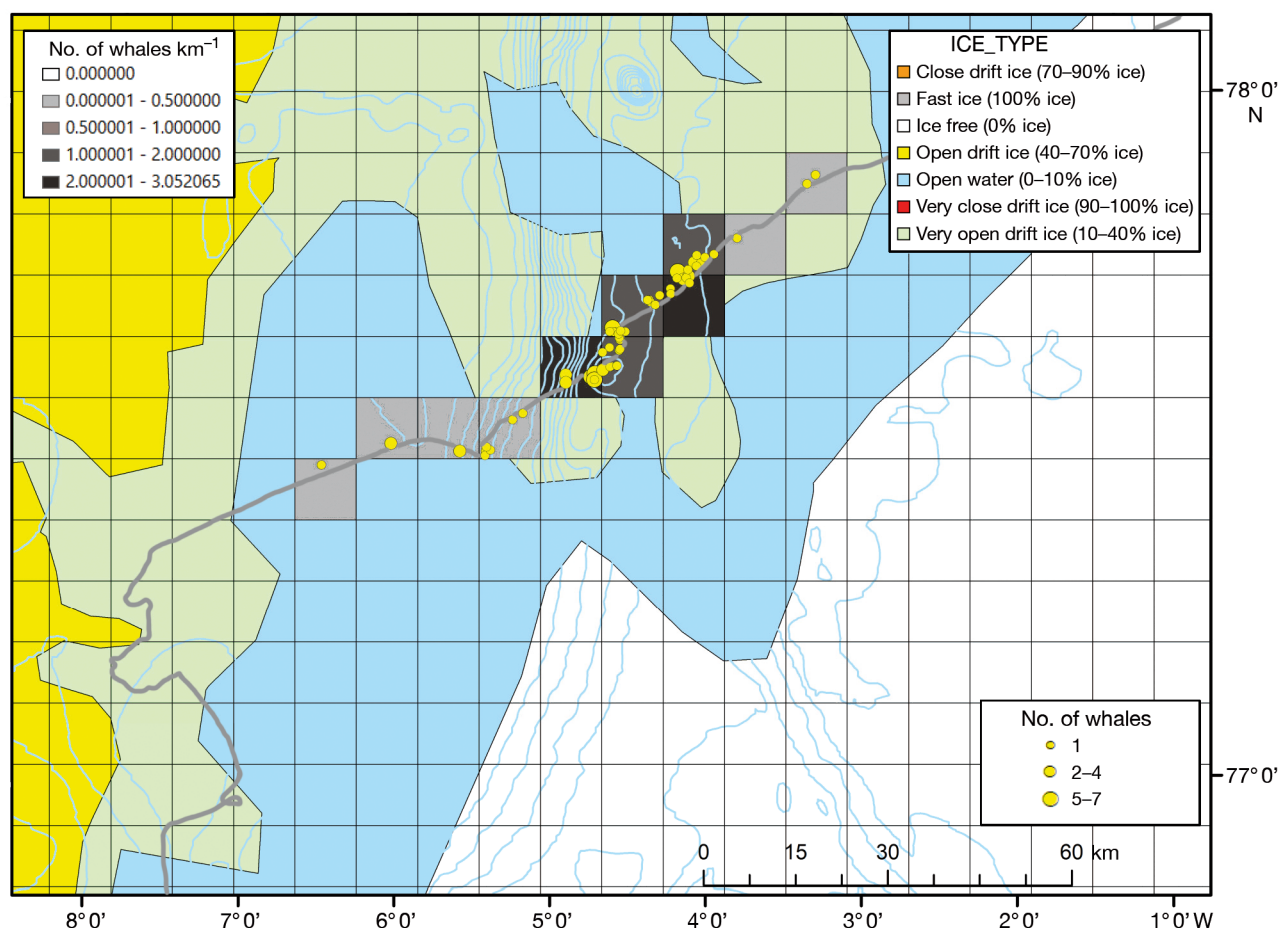 No. of whales km–1
0.000000
0.000001 - 0.500000
0.500001 - 1.000000
1.000001 - 2.000000
2.000001 - 3.052065
ICE_TYPE
Close drift ice (70–90% ice)
Fast ice (100% ice)
Ice free (0% ice)
Open drift ice (40–70% ice)
Open water (0–10% ice)
Very close drift ice (90–100% ice)
Very open drift ice (10–40% ice)
78° 0’
N
No. of whales
1
2–4
5–7
77° 0’
0 15 30 60 km
8° 0’ 7° 0’ 6° 0’ 5° 0’ 4° 0’ 3° 0’ 2° 0’ 1° 0’ W